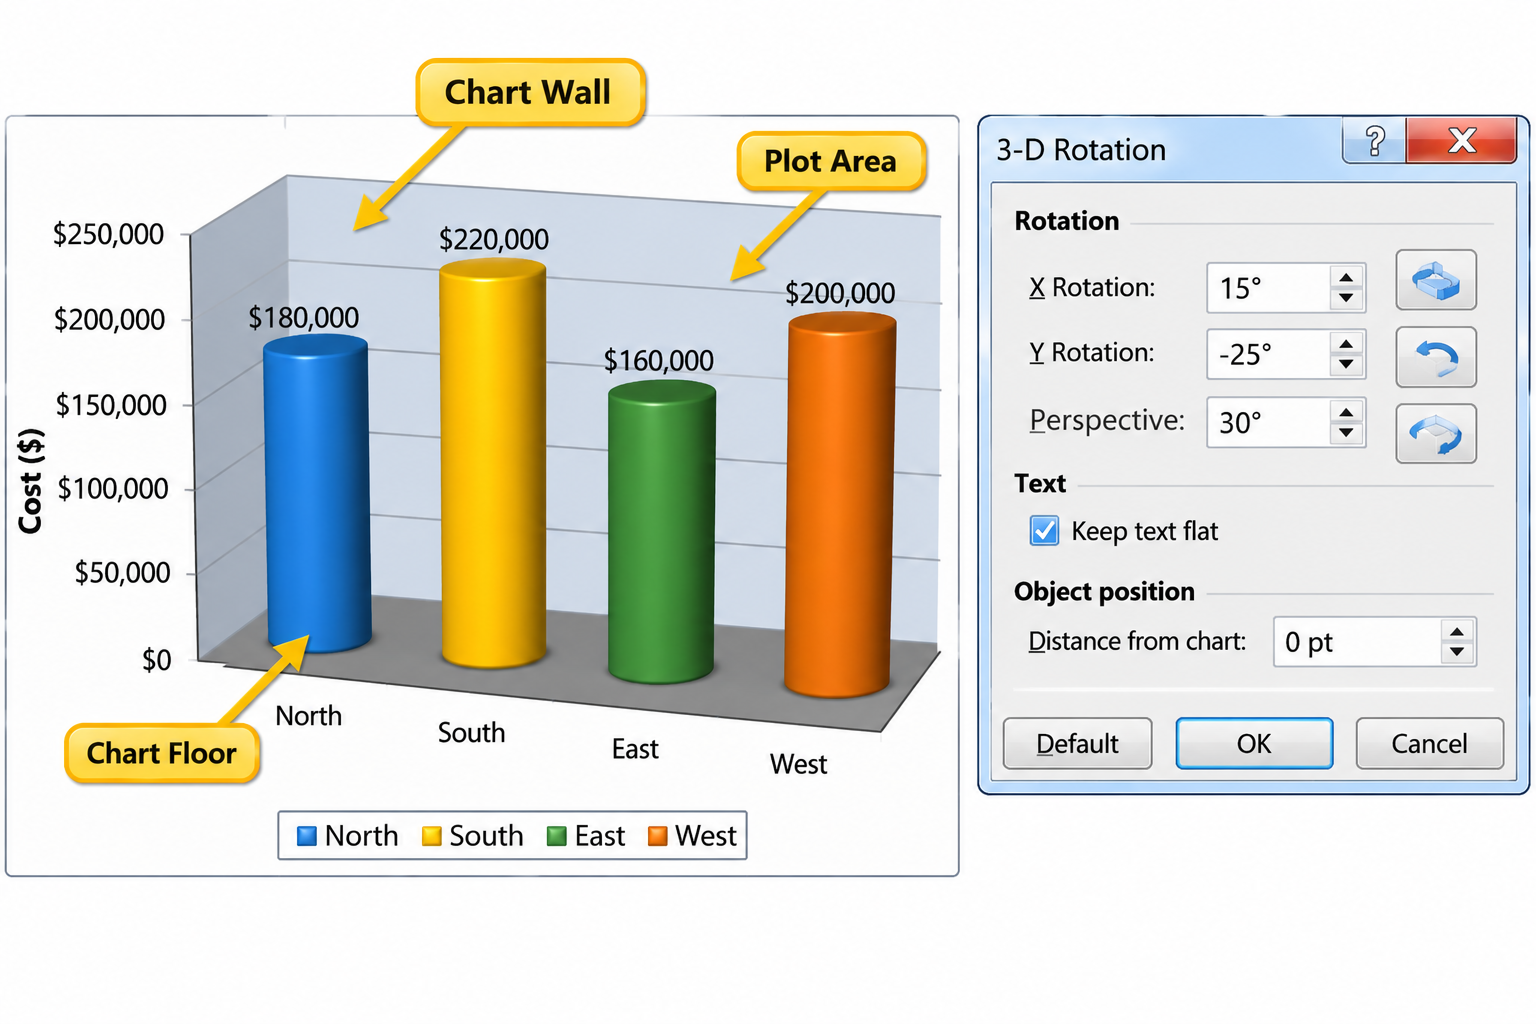 Chart Wall
Plot Area
$250,000
$200,000
$150,000
$100,000
$50,000
$0
Cost ($)
$180,000
$220,000
$160,000
$200,000
Chart Floor
North
South
East
West
North South East West
3-D Rotation
?
Rotation
X Rotation: 15°
Y Rotation: -25°
Perspective: 30°
Text
Keep text flat
Object position
Distance from chart: 0 pt
Default OK Cancel